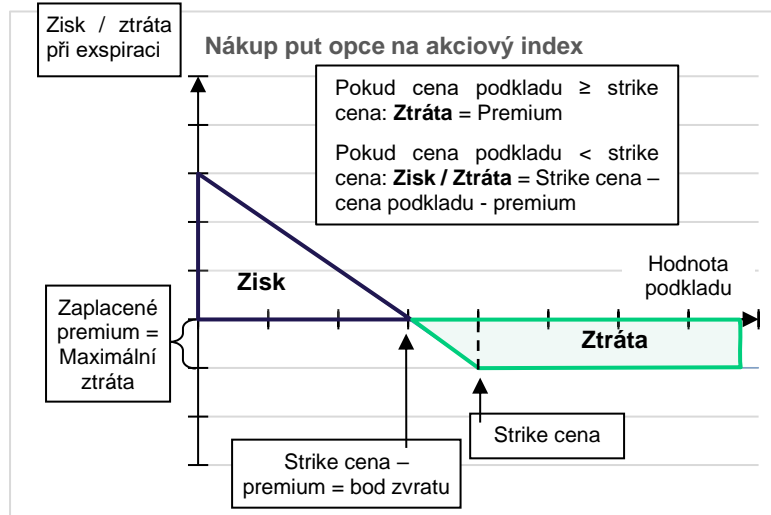 Zisk / ztráta
při exspiraci
Nákup put opce na akciový index
Pokud cena podkladu ≥ strike
cena: Ztráta = Premium
Pokud cena podkladu < strike
cena: Zisk / Ztráta = Strike cena –
cena podkladu - premium
Zisk
Hodnota
podkladu
Zaplacené
premium =
Maximální
ztráta
Ztráta
Strike cena
Strike cena –
premium = bod zvratu